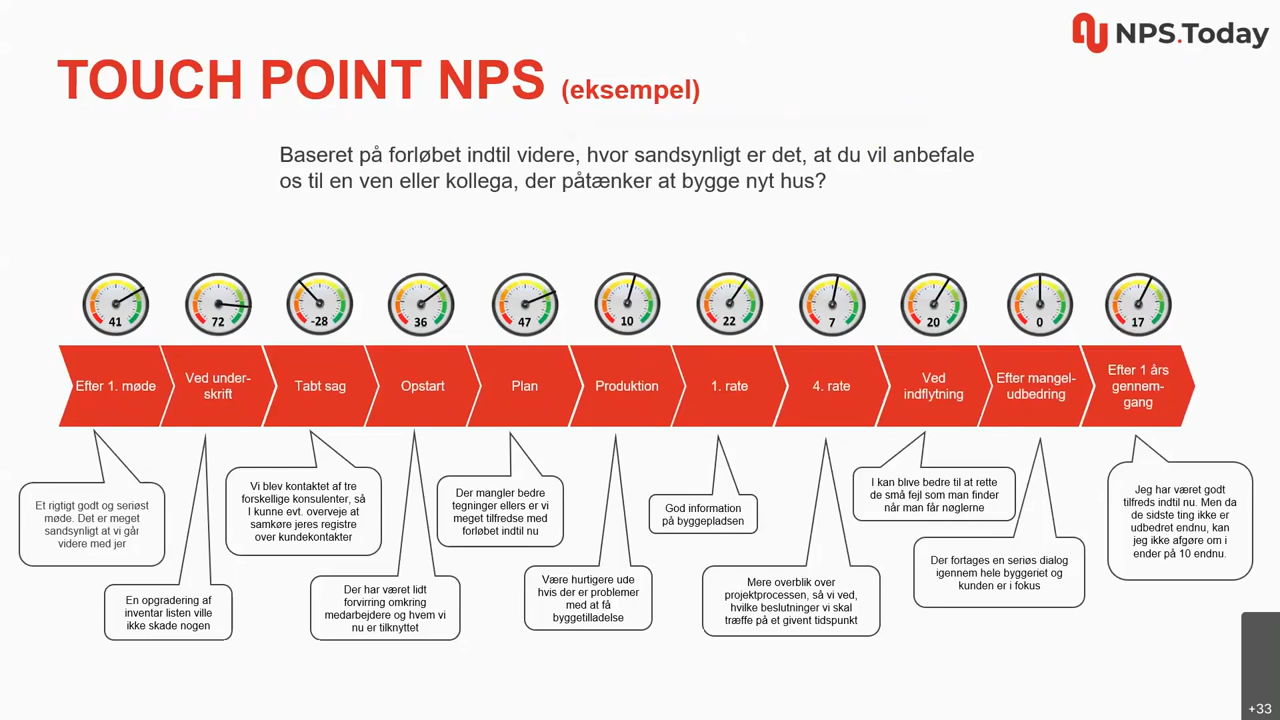 NPS.Today
TOUCH POINT NPS (eksempel)
Baseret på forløbet indtil videre, hvor sandsynligt er det, at du vil anbefale
os til en ven eller kollega, der påtænker at bygge nyt hus?
41
72
-28
36
47
10
22
7
20
0
17
Efter 1. møde
Ved under-
skrift
Tabt sag
Opstart
Plan
Produktion
1. rate
4. rate
Ved
indflytning
Efter mangel-
udbedring
Efter 1 års
gennem-
gang
Et rigtigt godt og seriøst
møde. Det er meget
sandsynligt at vi går
videre med jer
En opgradering af
inventar listen ville
ikke skade nogen
Vi blev kontaktet af tre
forskellige konsulenter, så
I kunne evt. overveje at
samkøre jeres registre
over kundekontakter
Der har været lidt
forvirring omkring
medarbejdere og hvem vi
nu er tilknyttet
Der mangler bedre
tegninger ellers er vi
meget tilfredse med
forløbet indtil nu
Være hurtigere ude
hvis der er problemer
med at få
byggetilladelse
God information
på byggepladsen
Mere overblik over
projektprocessen, så vi ved,
hvilke beslutninger vi skal
træffe på et givent tidspunkt
I kan blive bedre til at rette
de små fejl som man finder
når man får nøglerne
Der fortages en seriøs dialog
igennem hele byggeriet og
kunden er i fokus
Jeg har været godt
tilfreds indtil nu. Men da
de sidste ting ikke er
udbedret endnu, kan
jeg ikke afgøre om i
ender på 10 endnu.
+33